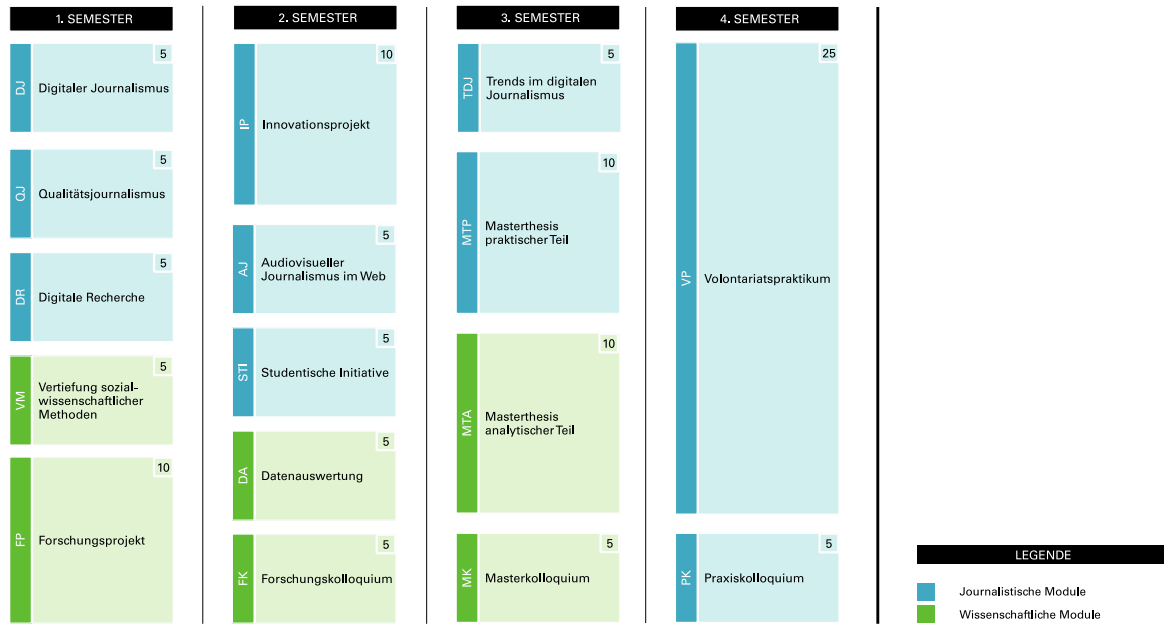 1. SEMESTER
5
DJ
Digitaler Journalismus
5
QJ
Qualitätsjournalismus
5
DR
Digitale Recherche
5
VM
Vertiefung sozial-
wissenschaftlicher
Methoden
10
FP
Forschungsprojekt
2. SEMESTER
10
IP
Innovationsprojekt
5
AJ
Audiovisueller
Journalismus im Web
5
STI
Studentische Initiative
5
DA
Datenauswertung
5
FK
Forschungskolloquium
3. SEMESTER
5
TDJ
Trends im digitalen
Journalismus
10
MTP
Masterthesis
praktischer Teil
10
MTA
Masterthesis
analytischer Teil
5
MK
Masterkolloquium
4. SEMESTER
25
VP
Volontariatspraktikum
5
PK
Praxiskolloquium
LEGENDE
Journalistische Module
Wissenschaftliche Module